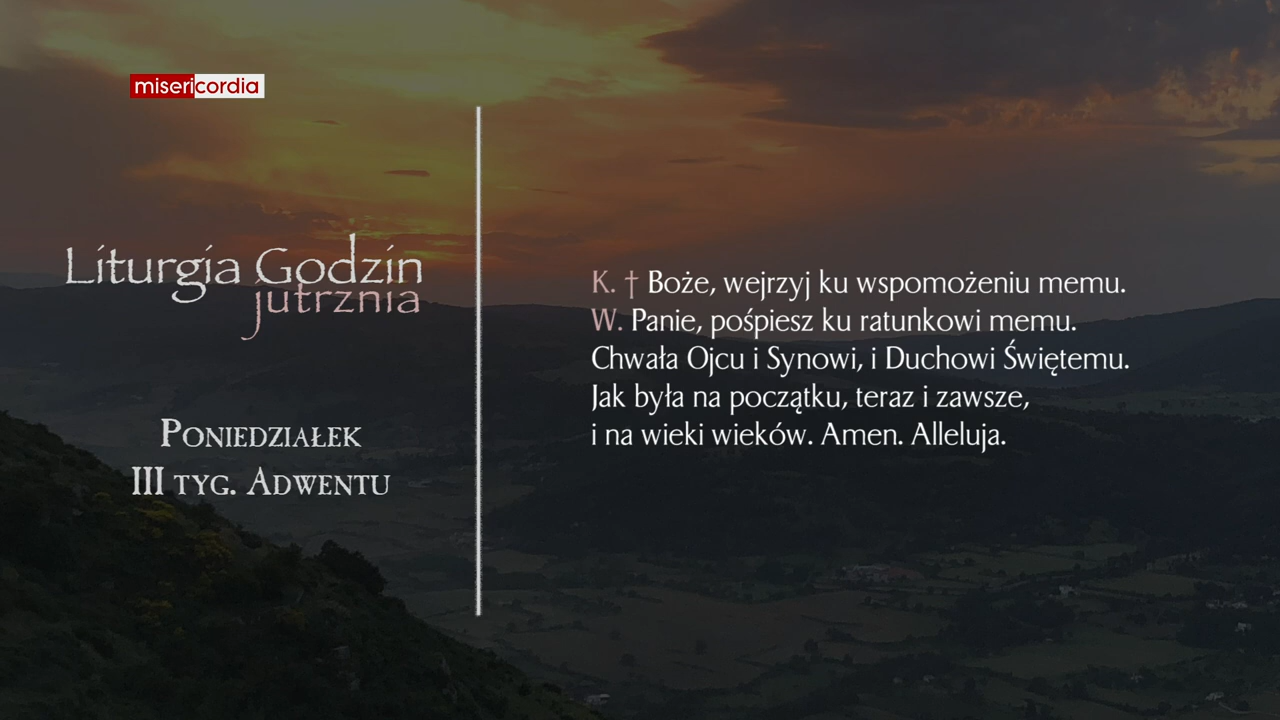 misericordia
Liturgia Godzin
jutrznia
Poniedziałek
III tyg. Adwentu
K. † Boże, wejrzyj ku wspomożeniu memu.
W. Panie, pośpiesz ku ratunkowi memu.
Chwała Ojcu i Synowi, i Duchowi Świętemu.
Jak była na początku, teraz i zawsze,
i na wieki wieków. Amen. Alleluja.